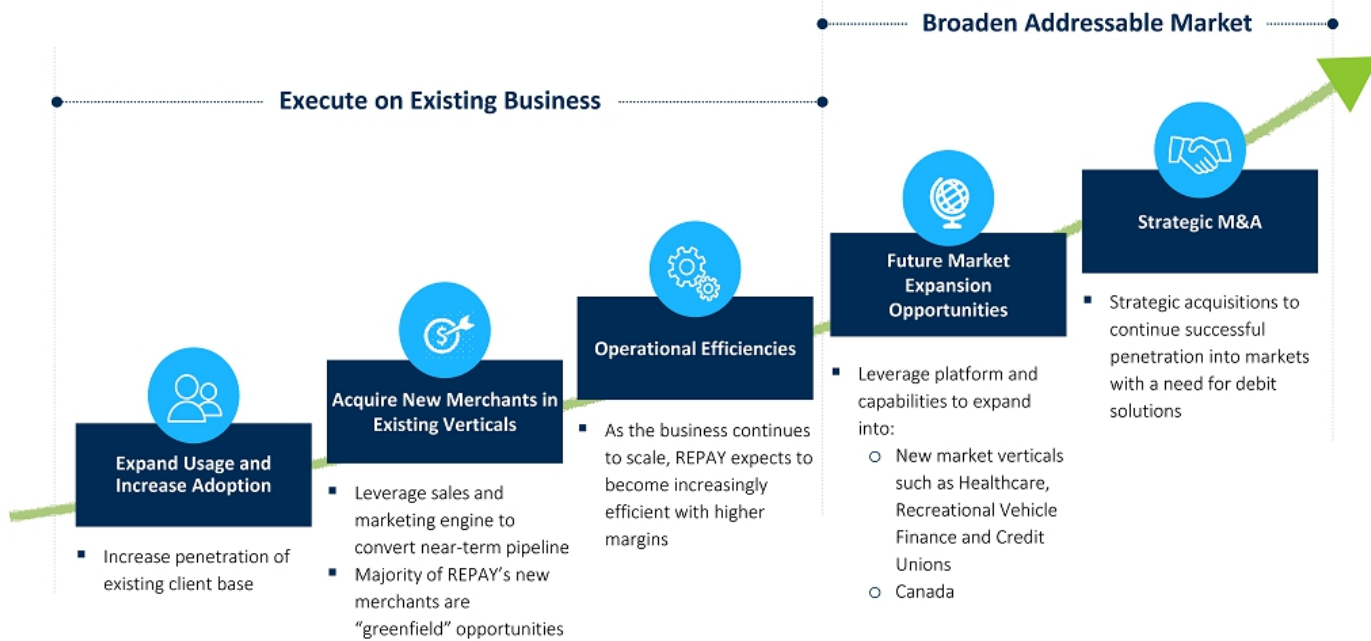 Broaden Addressable Market
Execute on Existing Business
Expand Usage and
Increase Adoption
▪ Increase penetration of
existing client base
Acquire New Merchants in
Existing Verticals
▪ Leverage sales and
marketing engine to
convert near-term pipeline
▪ Majority of REPAY’s new
merchants are
“greenfield” opportunities
Operational Efficiencies
▪ As the business continues
to scale, REPAY expects to
become increasingly
efficient with higher
margins
Future Market
Expansion
Opportunities
▪ Leverage platform and
capabilities to expand
into:
o New market verticals
such as Healthcare,
Recreational Vehicle
Finance and Credit
Unions
o Canada
Strategic M&A
▪ Strategic acquisitions to
continue successful
penetration into markets
with a need for debit
solutions
$